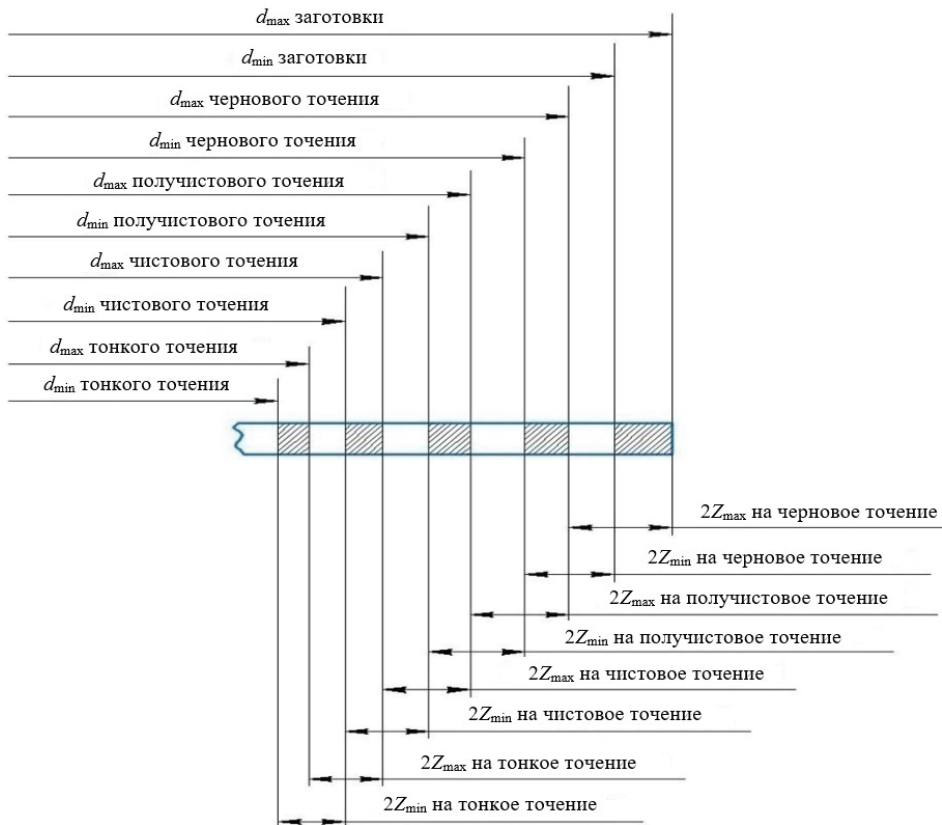 dmax заготовки
dmin заготовки
dmax чернового точения
dmin чернового точения
dmax получистового точения
dmin получистового точения
dmax чистового точения
dmin чистового точения
dmax тонкого точения
dmin тонкого точения
2Zmax на черновое точение
2Zmin на черновое точение
2Zmax на получистовое точение
2Zmin на получистовое точение
2Zmax на чистовое точение
2Zmin на чистовое точение
2Zmax на тонкое точение
2Zmin на тонкое точение